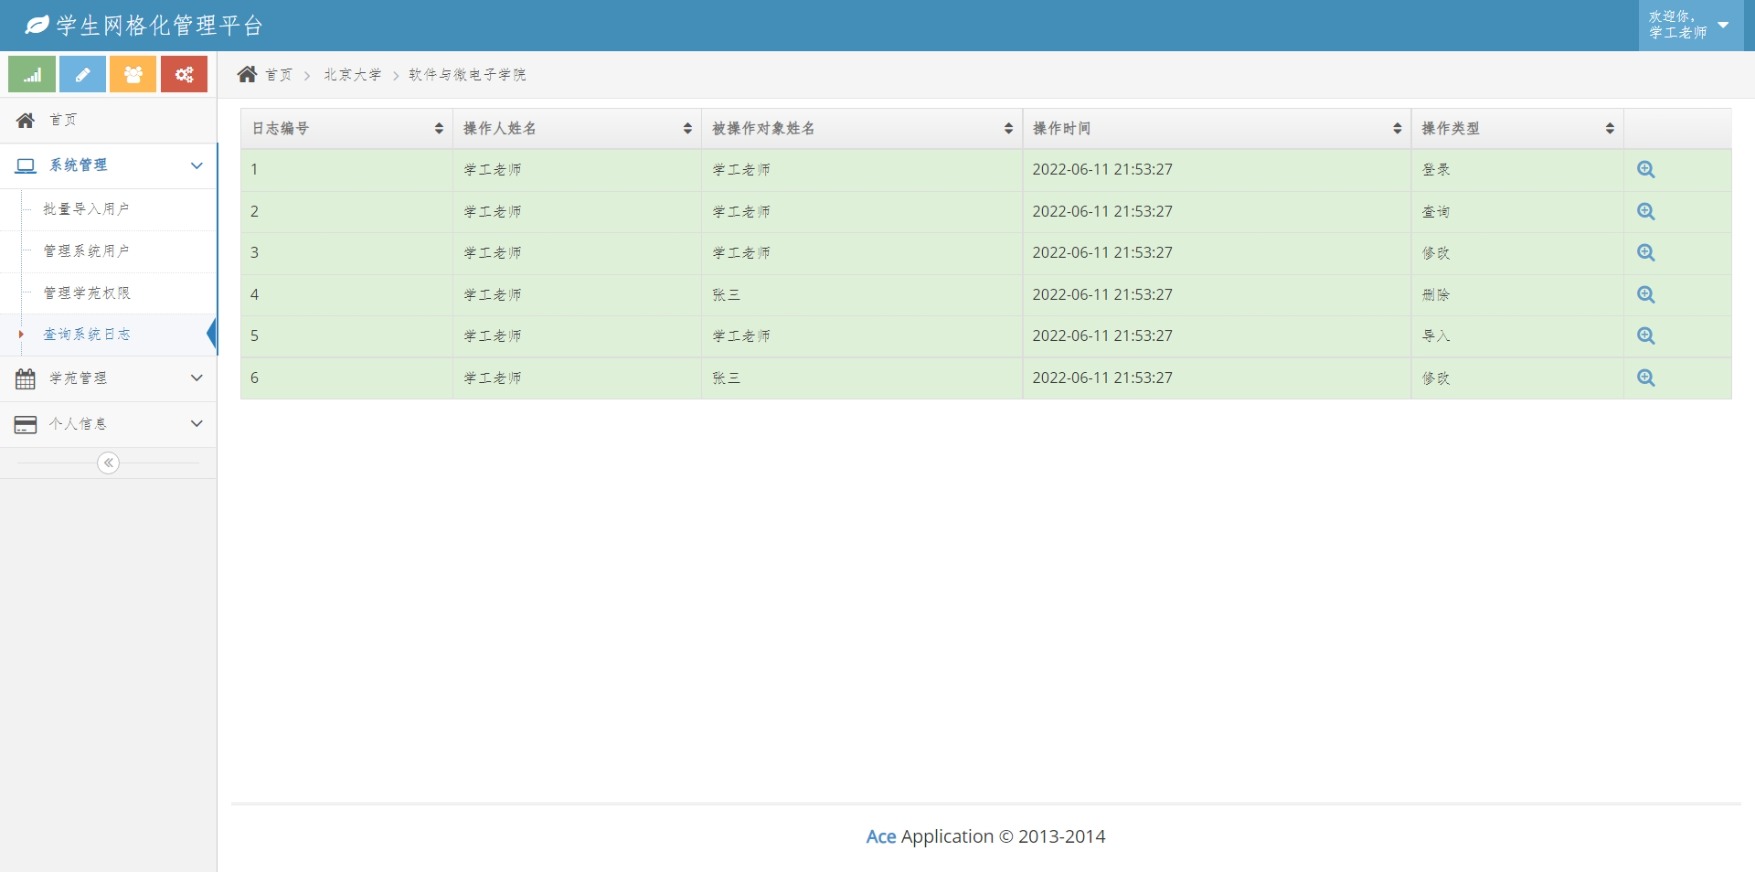 学生网格化管理平台
欢迎你，
学工老师
首页 > 北京大学 > 软件与微电子学院
首页
系统管理
批量导入用户
管理系统用户
管理学苑权限
查询系统日志
学苑管理
个人信息
日志编号 操作人姓名 被操作对象姓名 操作时间 操作类型
1 学工老师 学工老师 2022-06-11 21:53:27 登录
2 学工老师 学工老师 2022-06-11 21:53:27 查询
3 学工老师 学工老师 2022-06-11 21:53:27 修改
4 学工老师 张三 2022-06-11 21:53:27 删除
5 学工老师 学工老师 2022-06-11 21:53:27 导入
6 学工老师 张三 2022-06-11 21:53:27 修改
Ace Application © 2013-2014